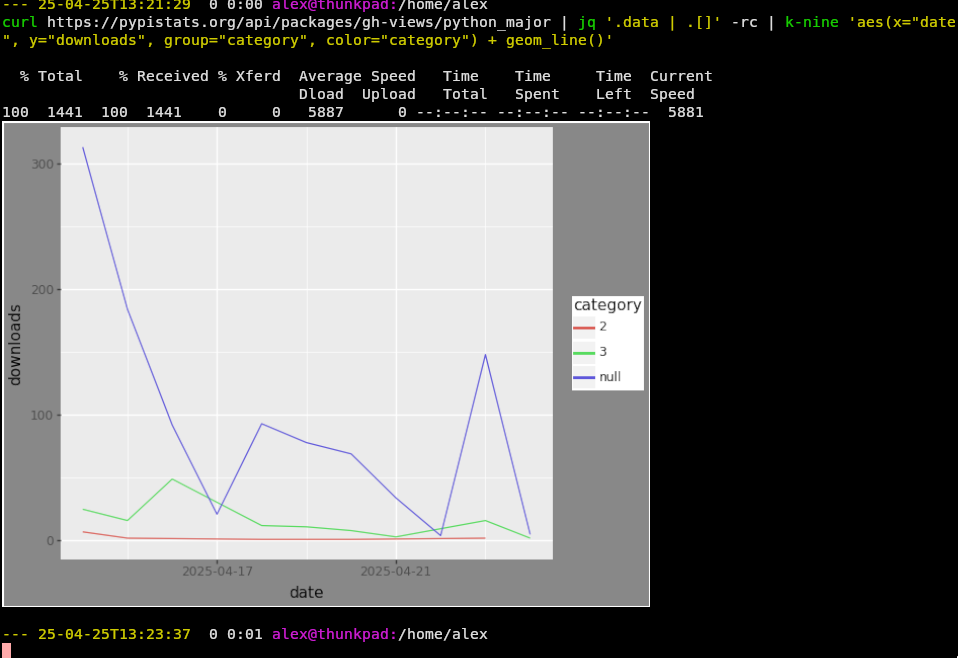 --- 25-04-25T13:21:29  0 0:00 alex@thunkpad:/home/alex
curl https://pypistats.org/api/packages/gh-views/python_major | jq '.data | .[]' -rc | k-nine 'aes(x="date
", y="downloads", group="category", color="category") + geom_line()'
  % Total    % Received % Xferd  Average Speed   Time    Time     Time  Current
                                 Dload  Upload   Total   Spent    Left  Speed
100  1441  100  1441    0     0   5887      0 --:--:-- --:--:-- --:--:--  5881
300
200
100
0
downloads
2025-04-17 2025-04-21
date
category
2
3
null
--- 25-04-25T13:23:37  0 0:01 alex@thunkpad:/home/alex